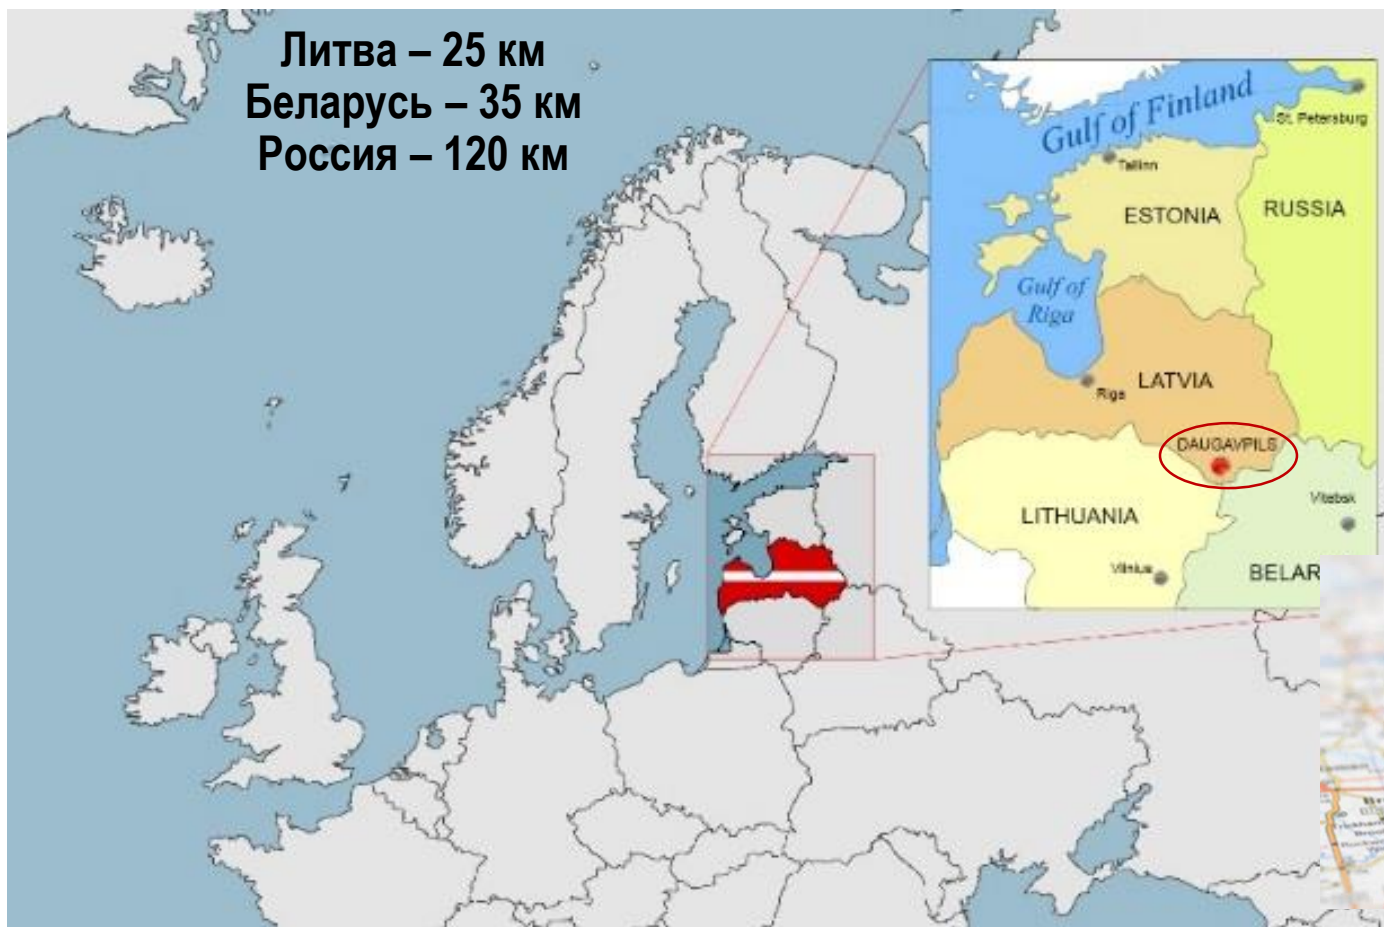 Литва – 25 км
Беларусь – 35 км
Россия – 120 км
Gulf of Finland
St. Petersburg
Tallinn
ESTONIA
RUSSIA
Gulf of
Riga
Riga
LATVIA
DAUGAVPILS
LITHUANIA
Vitebsk
Vilnius
BELAR